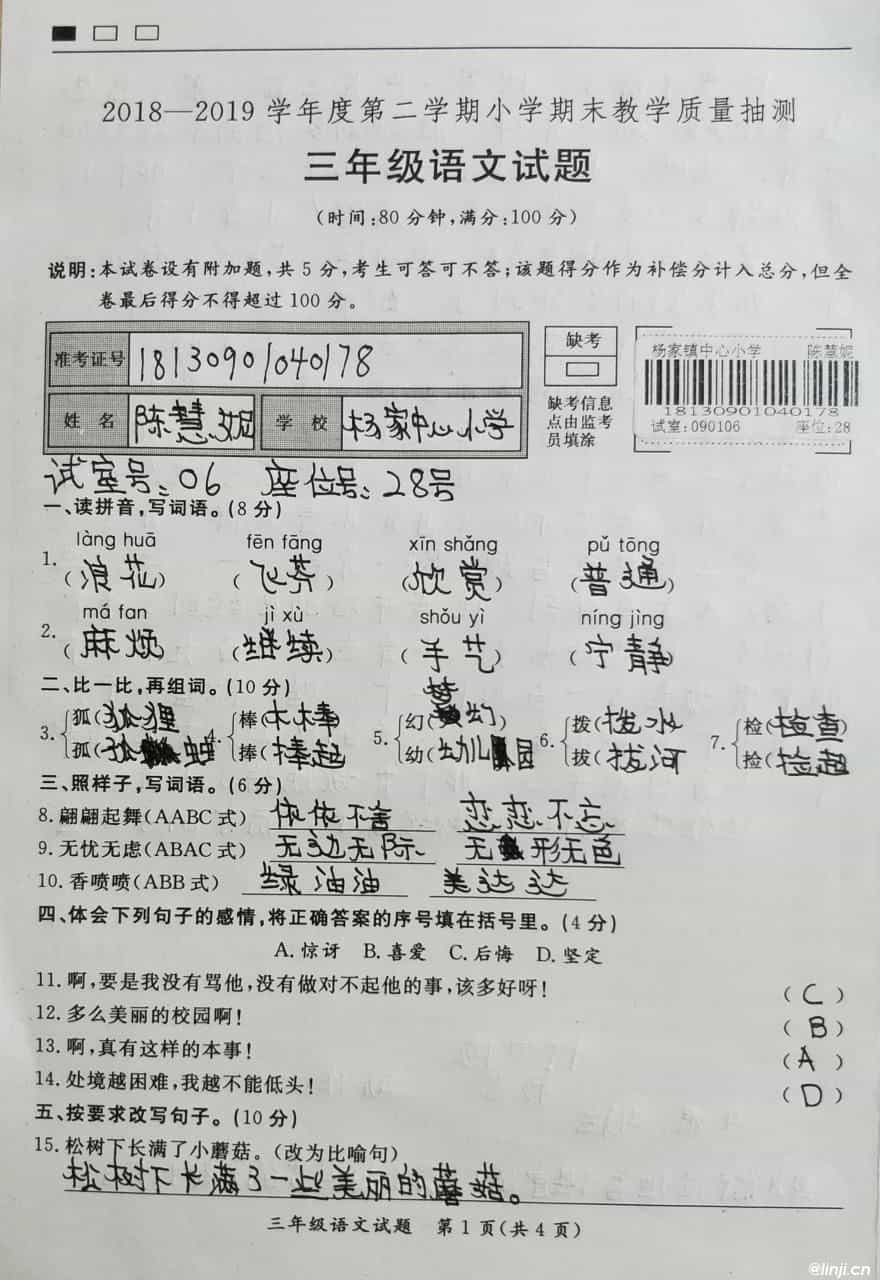 2018—2019 学年度第二学期小学期末教学质量抽测
三年级语文试题
(时间:80 分钟,满分:100 分)
说明:本试卷设有附加题,共 5 分,考生可答可不答;该题得分作为补偿分计入总分,但全
卷最后得分不得超过 100 分。
准考证号 18130901040178
姓 名 陈慧妮 学 校 杨家中心小学
缺考
缺考信息
点由监考
员填涂
杨家镇中心小学 陈慧妮
18130901040178
试室:090106 座位:28
试室号:06 座位号:28号
一、读拼音,写词语。(8 分)
làng huā fēn fāng xīn shǎng pǔ tōng
1. (浪花) (飞芬) (欣赏) (普通)
má fan jì xù shǒu yì níng jìng
2. (麻烦) (继续) (手艺) (宁静)
二、比一比,再组词。(10 分)
3. 狐(狐狸 4. 棒(木棒) 5. 幻(梦幻) 6. 拨(拨水 7. 检(检查)
孤( 捧(捧起 幼(幼儿园 拔(拔河 捡(捡起
三、照样子,写词语。(6 分)
8. 翩翩起舞(AABC 式) 依依不舍 恋恋不忘
9. 无忧无虑(ABAC 式) 无边无际 无形无色
10. 香喷喷(ABB 式) 绿油油 美达达
四、体会下列句子的感情,将正确答案的序号填在括号里。(4 分)
A. 惊讶 B. 喜爱 C. 后悔 D. 坚定
11. 啊,要是我没有骂他,没有做对不起他的事,该多好呀! (C)
12. 多么美丽的校园啊! (B)
13. 啊,真有这样的本事! (A)
14. 处境越困难,我越不能低头! (D)
五、按要求改写句子。(10 分)
15. 松树下长满了小蘑菇。(改为比喻句)
松树下长满了一些美丽的蘑菇。
三年级语文试题 第 1 页(共 4 页)
@linji.cn